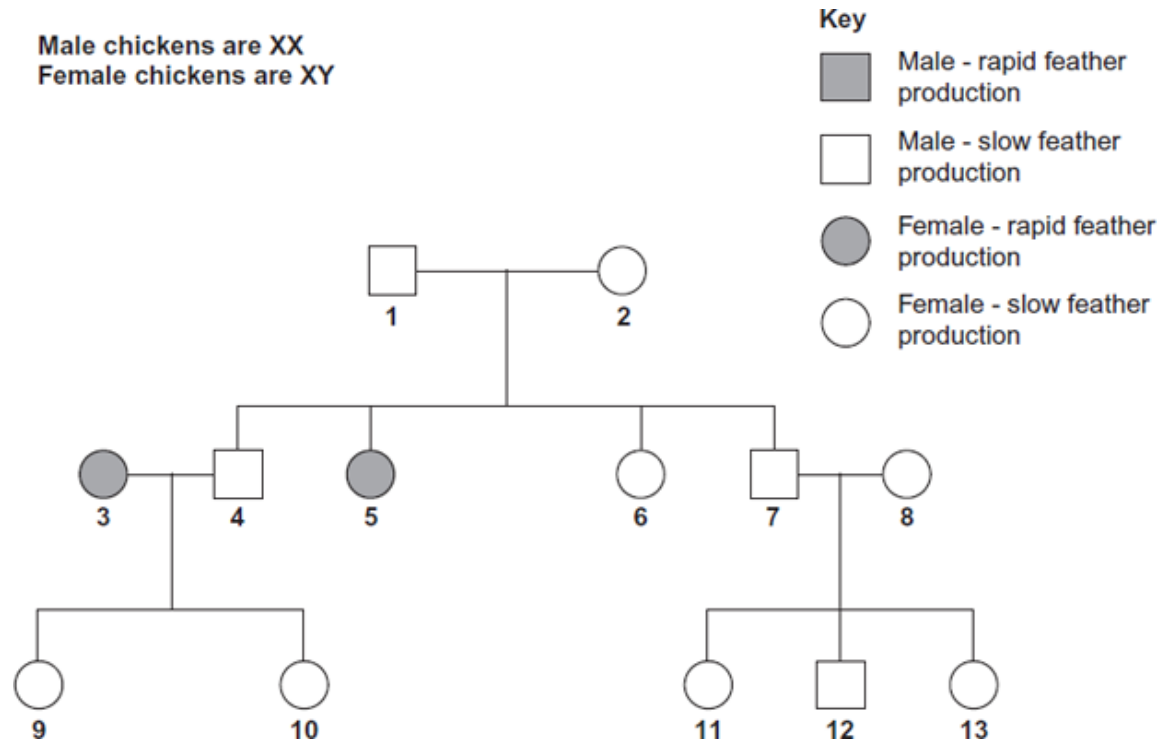 Male chickens are XX
Female chickens are XY
Key
Male - rapid feather
production
Male - slow feather
production
Female - rapid feather
production
Female - slow feather
production
1 2
3 4 5 6 7 8
9 10 11 12 13